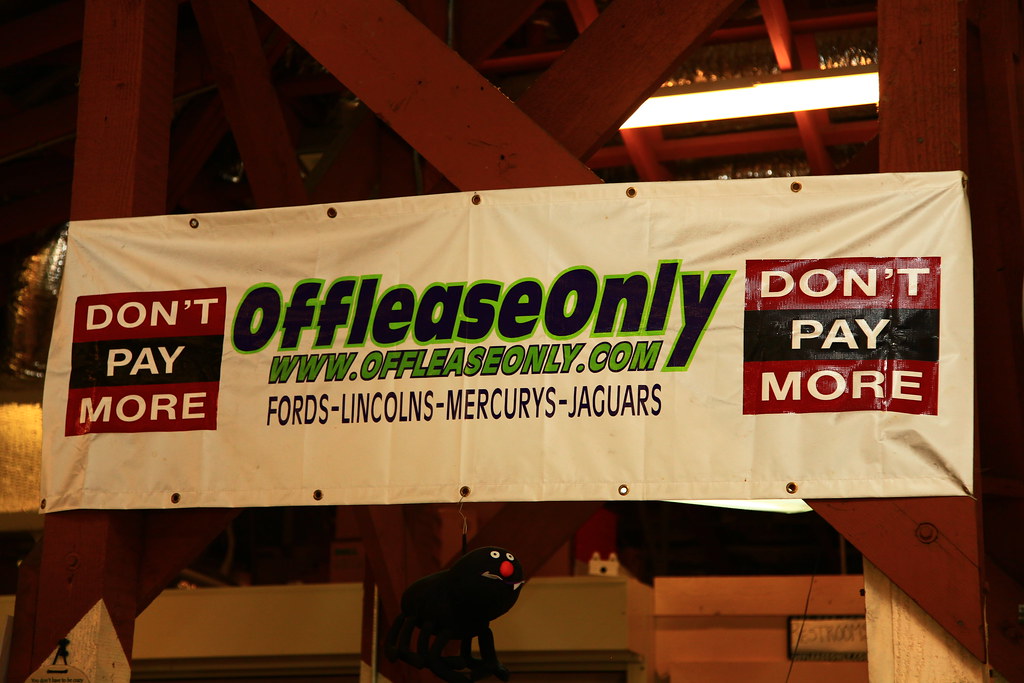 DON'T
PAY
MORE
OffleaseOnly
WWW.OFFLEASEONLY.COM
FORDS-LINCOLNS-MERCURYS-JAGUARS
DON'T
PAY
MORE